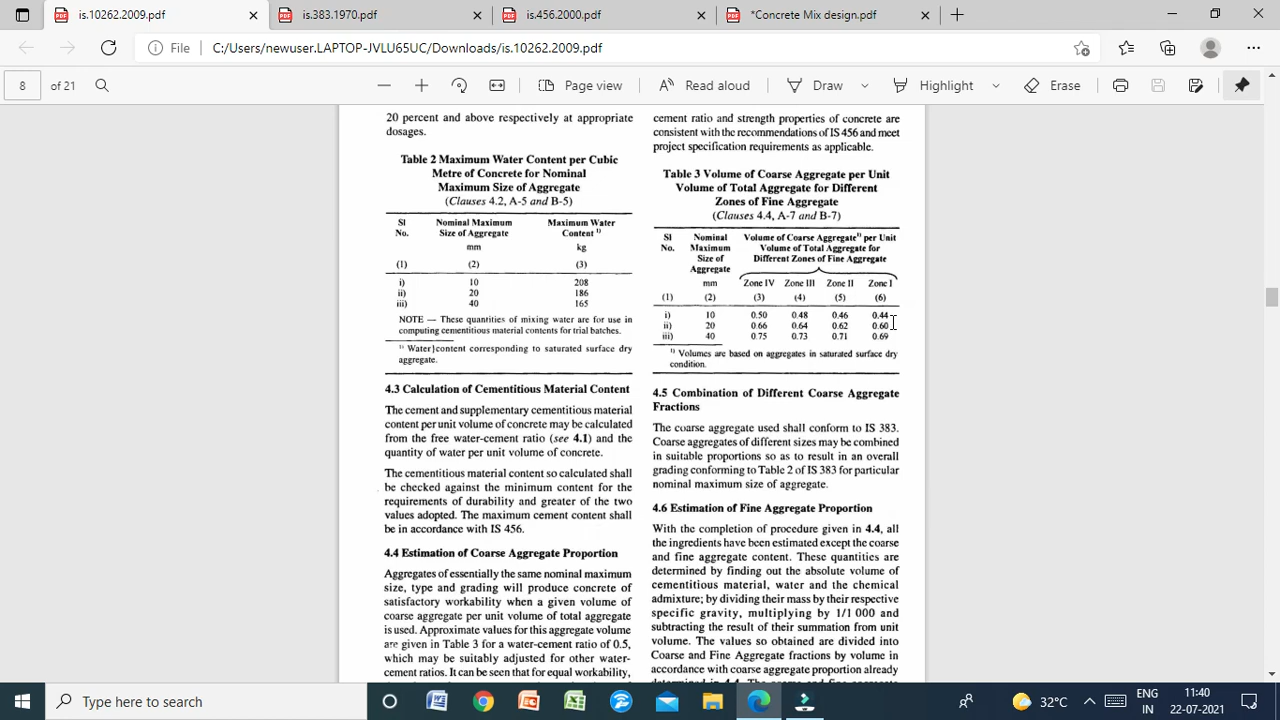 is.10262.2009.pdf
is.383.1970.pdf
is.456.2000.pdf
*Concrete Mix design.pdf
File
C:/Users/newuser.LAPTOP-JVLU65UC/Downloads/is.10262.2009.pdf
8 of 21
Page view
Read aloud
Draw
Highlight
Erase
20 percent and above respectively at appropriate
dosages.
Table 2 Maximum Water Content per Cubic
Metre of Concrete for Nominal
Maximum Size of Aggregate
(Clauses 4.2, A-5 and B-5)
Sl No. Nominal Maximum Size of Aggregate Maximum Water Content 1)
mm kg
(1) (2) (3)
i) 10 208
ii) 20 186
iii) 40 165
NOTE — These quantities of mixing water are for use in
computing cementitious material contents for trial batches.
1) Water content corresponding to saturated surface dry
aggregate.
4.3 Calculation of Cementitious Material Content
The cement and supplementary cementitious material
content per unit volume of concrete may be calculated
from the free water-cement ratio (see 4.1) and the
quantity of water per unit volume of concrete.
The cementitious material content so calculated shall
be checked against the minimum content for the
requirements of durability and greater of the two
values adopted. The maximum cement content shall
be in accordance with IS 456.
4.4 Estimation of Coarse Aggregate Proportion
Aggregates of essentially the same nominal maximum
size, type and grading will produce concrete of
satisfactory workability when a given volume of
coarse aggregate per unit volume of total aggregate
is used. Approximate values for this aggregate volume
are given in Table 3 for a water-cement ratio of 0.5,
which may be suitably adjusted for other water-
cement ratios. It can be seen that for equal workability,
cement ratio and strength properties of concrete are
consistent with the recommendations of IS 456 and meet
project specification requirements as applicable.
Table 3 Volume of Coarse Aggregate per Unit
Volume of Total Aggregate for Different
Zones of Fine Aggregate
(Clauses 4.4, A-7 and B-7)
Sl No. Nominal Maximum Size of Aggregate Volume of Coarse Aggregate1) per Unit Volume of Total Aggregate for Different Zones of Fine Aggregate
mm Zone IV Zone III Zone II Zone I
(1) (2) (3) (4) (5) (6)
i) 10 0.50 0.48 0.46 0.44
ii) 20 0.66 0.64 0.62 0.60
iii) 40 0.75 0.73 0.71 0.69
1) Volumes are based on aggregates in saturated surface dry
condition.
4.5 Combination of Different Coarse Aggregate
Fractions
The coarse aggregate used shall conform to IS 383.
Coarse aggregates of different sizes may be combined
in suitable proportions so as to result in an overall
grading conforming to Table 2 of IS 383 for particular
nominal maximum size of aggregate.
4.6 Estimation of Fine Aggregate Proportion
With the completion of procedure given in 4.4, all
the ingredients have been estimated except the coarse
and fine aggregate content. These quantities are
determined by finding out the absolute volume of
cementitious material, water and the chemical
admixture; by dividing their mass by their respective
specific gravity, multiplying by 1/1 000 and
subtracting the result of their summation from unit
volume. The values so obtained are divided into
Coarse and Fine Aggregate fractions by volume in
accordance with coarse aggregate proportion already
Type here to search
32°C
ENG
IN
11:40
22-07-2021